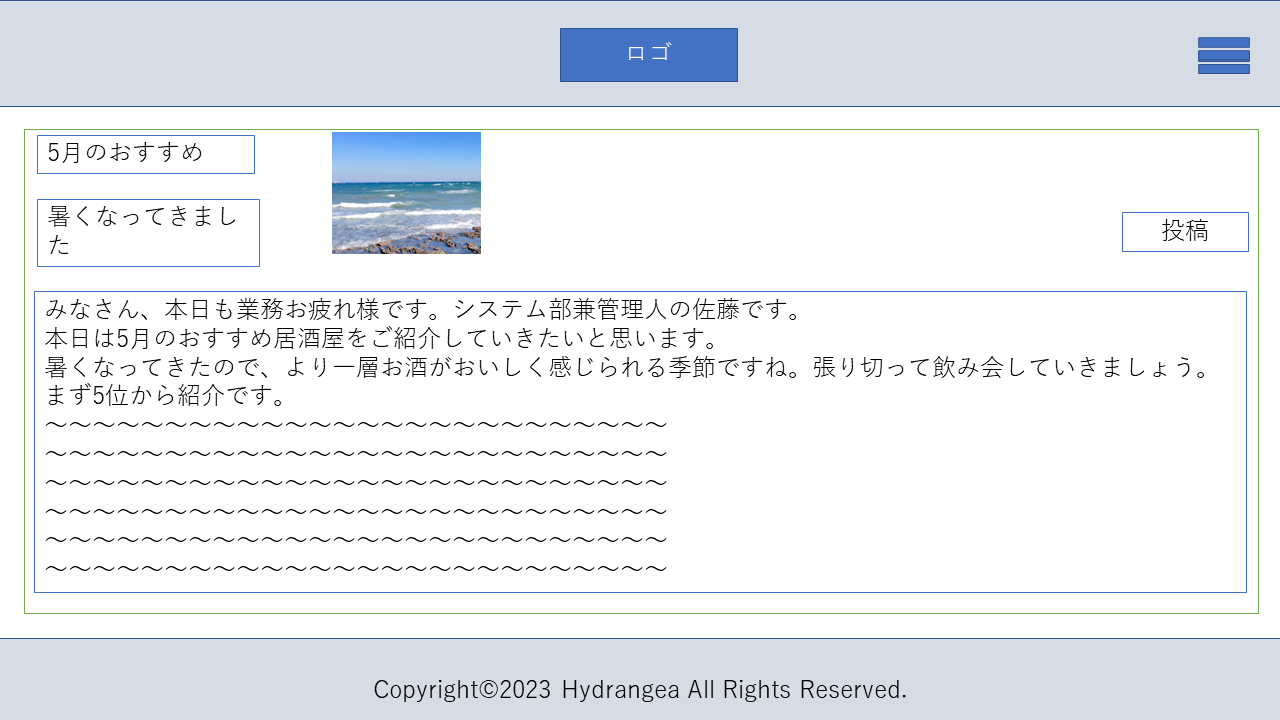 ロゴ
5月のおすすめ
暑くなってきまし
た
投稿
みなさん、本日も業務お疲れ様です。システム部兼管理人の佐藤です。
本日は5月のおすすめ居酒屋をご紹介していきたいと思います。
暑くなってきたので、より一層お酒がおいしく感じられる季節ですね。張り切って飲み会していきましょう。
まず5位から紹介です。
～～～～～～～～～～～～～～～～～～～～～～～～～～
～～～～～～～～～～～～～～～～～～～～～～～～～～
～～～～～～～～～～～～～～～～～～～～～～～～～～
～～～～～～～～～～～～～～～～～～～～～～～～～～
～～～～～～～～～～～～～～～～～～～～～～～～～～
～～～～～～～～～～～～～～～～～～～～～～～～～～
Copyright©2023 Hydrangea All Rights Reserved.